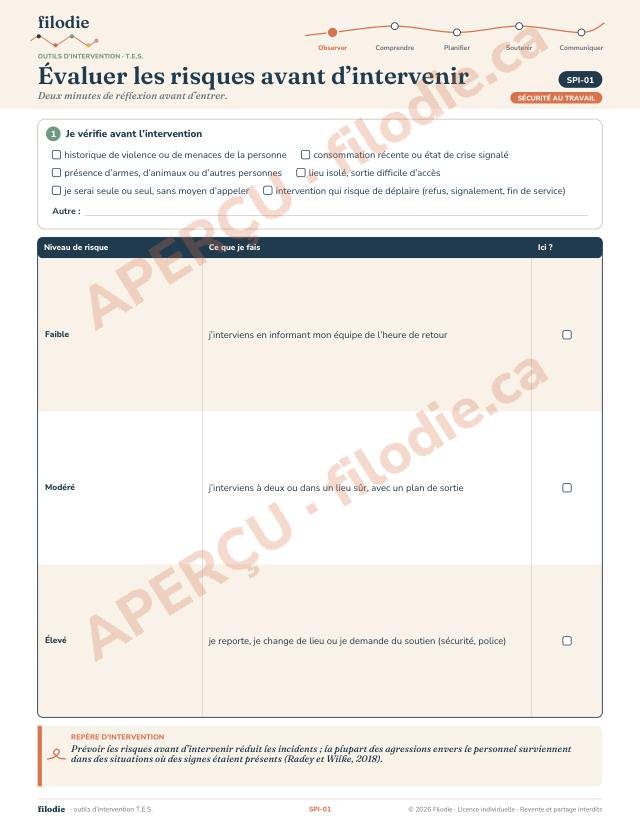 filodie
OUTILS D'INTERVENTION · T.E.S.
Observer Comprendre Planifier Soutenir Communiquer
Évaluer les risques avant d'intervenir
Deux minutes de réflexion avant d'entrer.
SPI-01
SÉCURITÉ AU TRAVAIL
1 Je vérifie avant l'intervention
historique de violence ou de menaces de la personne consommation récente ou état de crise signalé
présence d'armes, d'animaux ou d'autres personnes lieu isolé, sortie difficile d'accès
je serai seule ou seul, sans moyen d'appeler intervention qui risque de déplaire (refus, signalement, fin de service)
Autre :
Niveau de risque Ce que je fais Ici ?
Faible j'interviens en informant mon équipe de l'heure de retour
Modéré j'interviens à deux ou dans un lieu sûr, avec un plan de sortie
Élevé je reporte, je change de lieu ou je demande du soutien (sécurité, police)
APERÇU · filodie.ca
APERÇU · filodie.ca
REPÈRE D'INTERVENTION
Prévoir les risques avant d'intervenir réduit les incidents ; la plupart des agressions envers le personnel surviennent
dans des situations où des signes étaient présents (Radey et Wilke, 2018).
filodie · outils d'intervention T.E.S. SPI-01 © 2026 Filodie · Licence individuelle · Revente et partage interdits